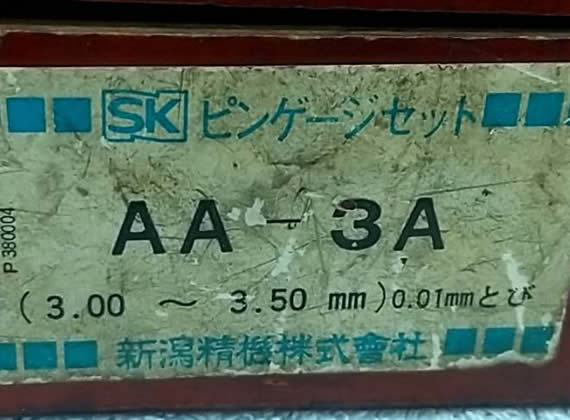 SK ピンゲージセット
AA-3A
P380004
(3.00 ～ 3.50 mm) 0.01mmとび
新潟精機株式會社